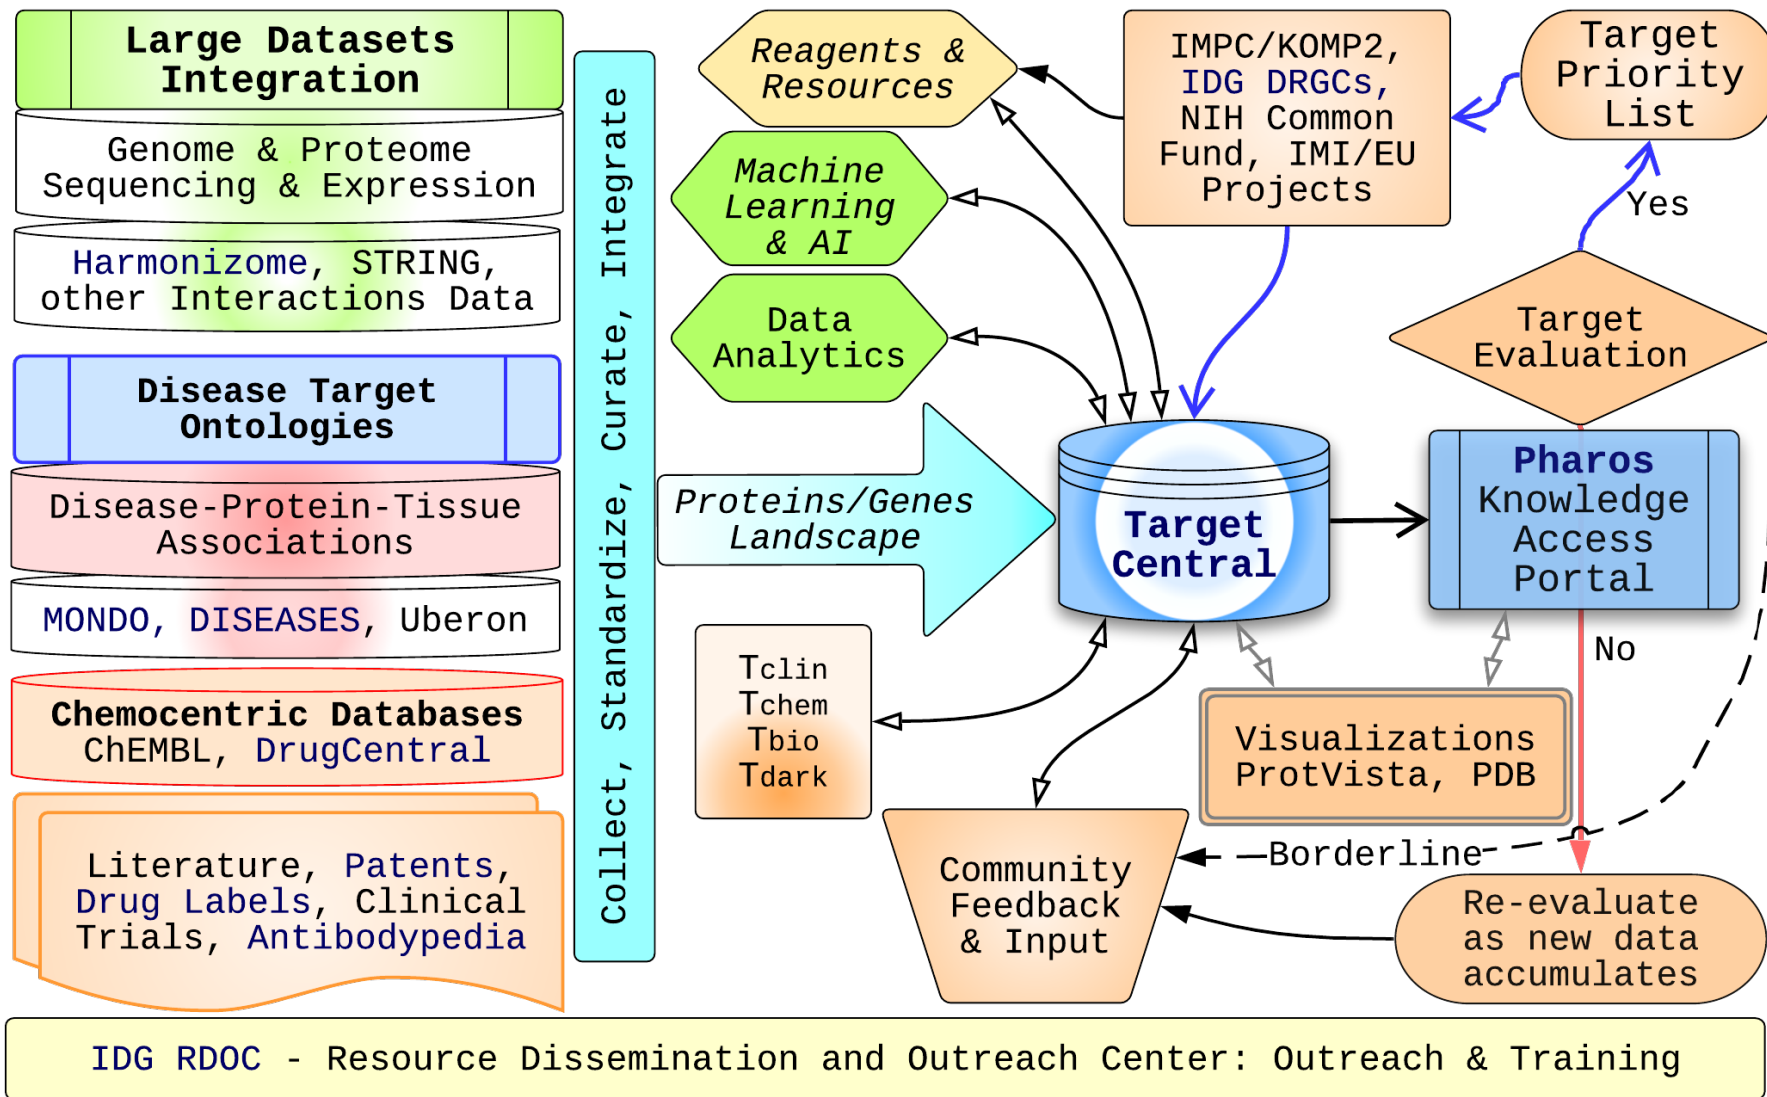 Large Datasets
Integration
Genome & Proteome
Sequencing & Expression
Harmonizome, STRING,
other Interactions Data
Disease Target
Ontologies
Disease-Protein-Tissue
Associations
MONDO, DISEASES, Uberon
Chemocentric Databases
ChEMBL, DrugCentral
Literature, Patents,
Drug Labels, Clinical
Trials, Antibodypedia
Collect, Standardize, Curate, Integrate
Reagents &
Resources
Machine
Learning
& AI
Data
Analytics
Proteins/Genes
Landscape
Tclin
Tchem
Tbio
Tdark
IMPC/KOMP2,
IDG DRGCs,
NIH Common
Fund, IMI/EU
Projects
Target
Priority
List
Yes
Target
Evaluation
Target
Central
Pharos
Knowledge
Access
Portal
No
Visualizations
ProtVista, PDB
Borderline
Community
Feedback
& Input
Re-evaluate
as new data
accumulates
IDG RDOC - Resource Dissemination and Outreach Center: Outreach & Training